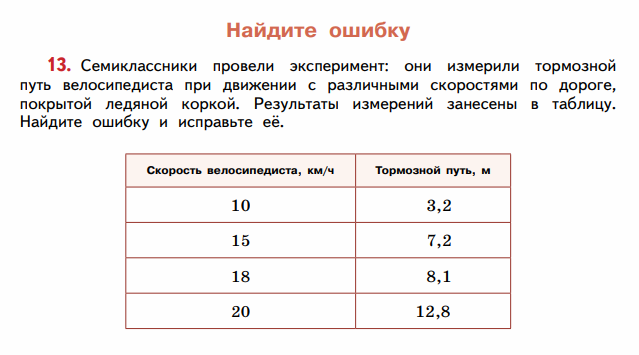 Найдите ошибку
13. Семиклассники провели эксперимент: они измерили тормозной
путь велосипедиста при движении с различными скоростями по дороге,
покрытой ледяной коркой. Результаты измерений занесены в таблицу.
Найдите ошибку и исправьте её.
Скорость велосипедиста, км/ч Тормозной путь, м
10 3,2
15 7,2
18 8,1
20 12,8